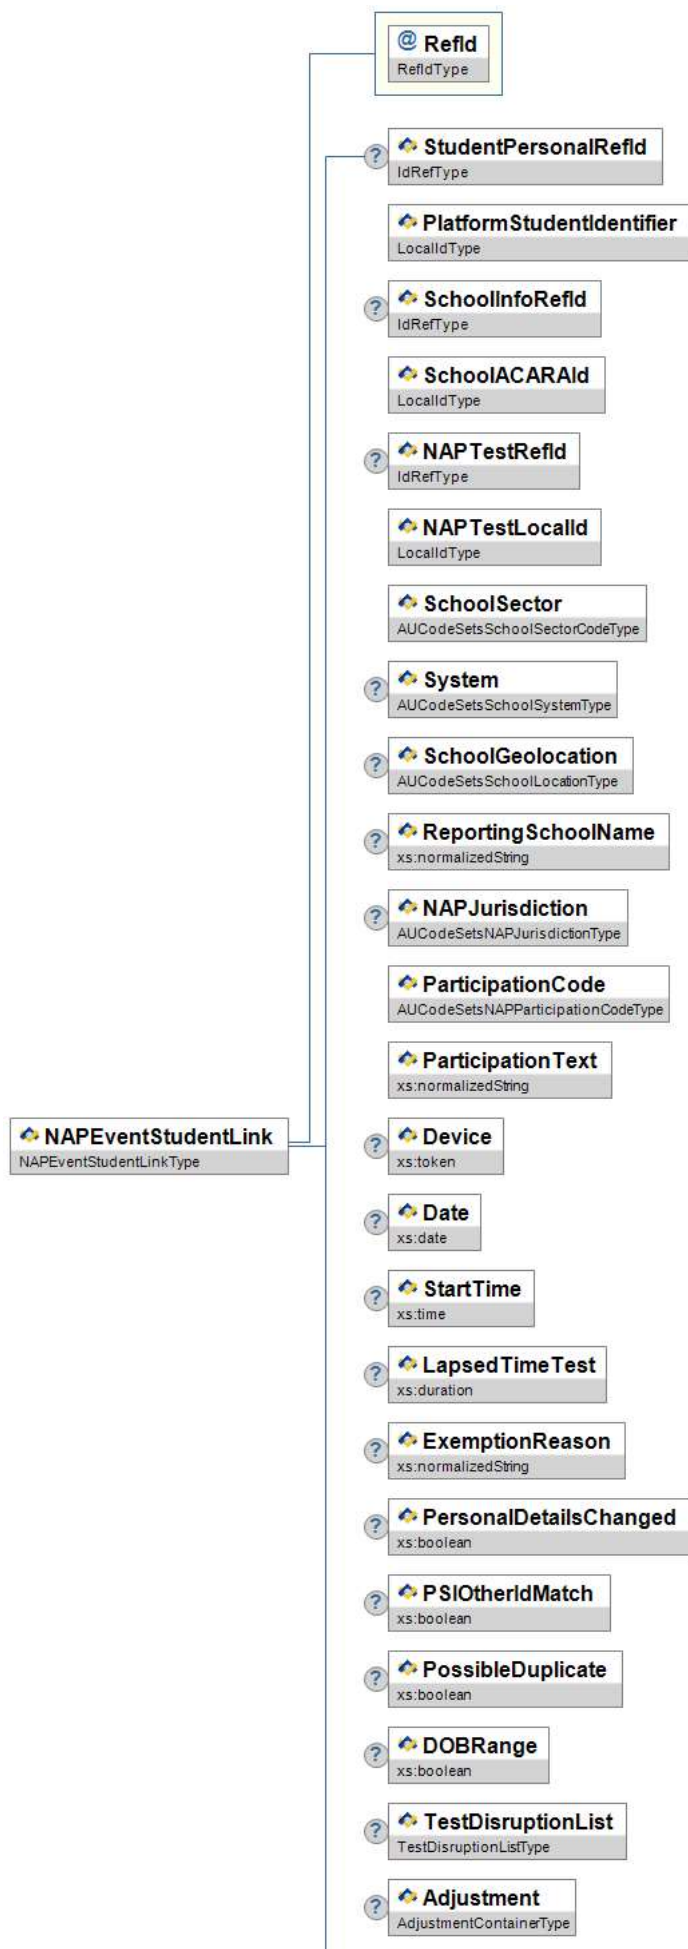 @ RefId
RefIdType
? StudentPersonalRefId
IdRefType
PlatformStudentIdentifier
LocalIdType
? SchoolInfoRefId
IdRefType
SchoolACARAId
LocalIdType
? NAPTestRefId
IdRefType
NAPTestLocalId
LocalIdType
SchoolSector
AUCodeSetsSchoolSectorCodeType
? System
AUCodeSetsSchoolSystemType
? SchoolGeolocation
AUCodeSetsSchoolLocationType
? ReportingSchoolName
xs:normalizedString
? NAPJurisdiction
AUCodeSetsNAPJurisdictionType
ParticipationCode
AUCodeSetsNAPParticipationCodeType
ParticipationText
xs:normalizedString
NAPEventStudentLink
NAPEventStudentLinkType
? Device
xs:token
? Date
xs:date
? StartTime
xs:time
? LapsedTimeTest
xs:duration
? ExemptionReason
xs:normalizedString
? PersonalDetailsChanged
xs:boolean
? PSIOtherIdMatch
xs:boolean
? PossibleDuplicate
xs:boolean
? DOBRange
xs:boolean
? TestDisruptionList
TestDisruptionListType
? Adjustment
AdjustmentContainerType